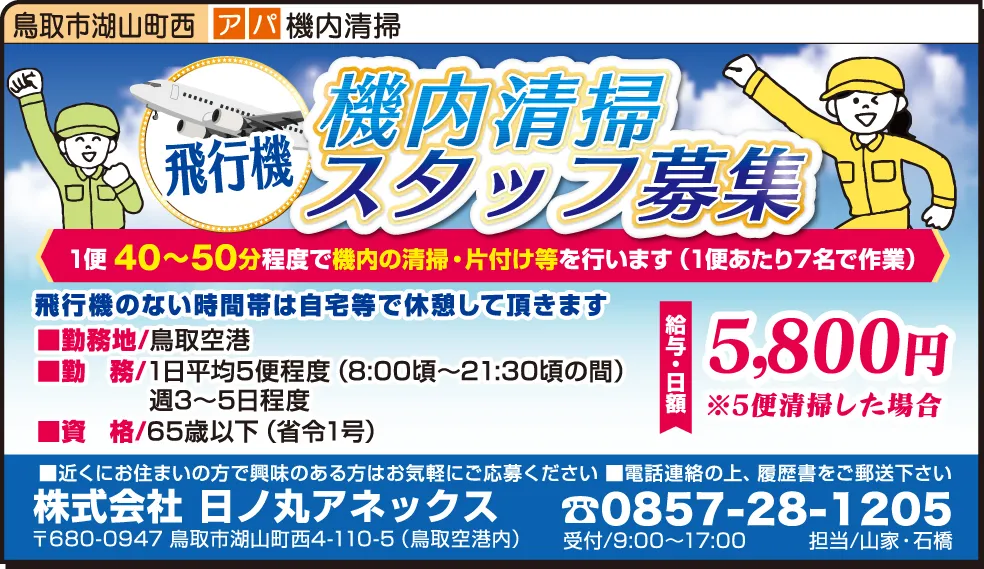 鳥取市湖山町西 アパ 機内清掃
飛行機
機内清掃
スタッフ募集
1便 40〜50分程度で機内の清掃・片付け等を行います（1便あたり7名で作業）
飛行機のない時間帯は自宅等で休憩して頂きます
■勤務地/鳥取空港
■勤　務/1日平均5便程度（8:00頃〜21:30頃の間）
週3〜5日程度
■資　格/65歳以下（省令1号）
給与・日額
5,800円
※5便清掃した場合
■近くにお住まいの方で興味のある方はお気軽にご応募ください ■電話連絡の上、履歴書をご郵送下さい
株式会社 日ノ丸アネックス
〒680-0947 鳥取市湖山町西4-110-5（鳥取空港内）
☎0857-28-1205
受付/9:00〜17:00　担当/山家・石橋